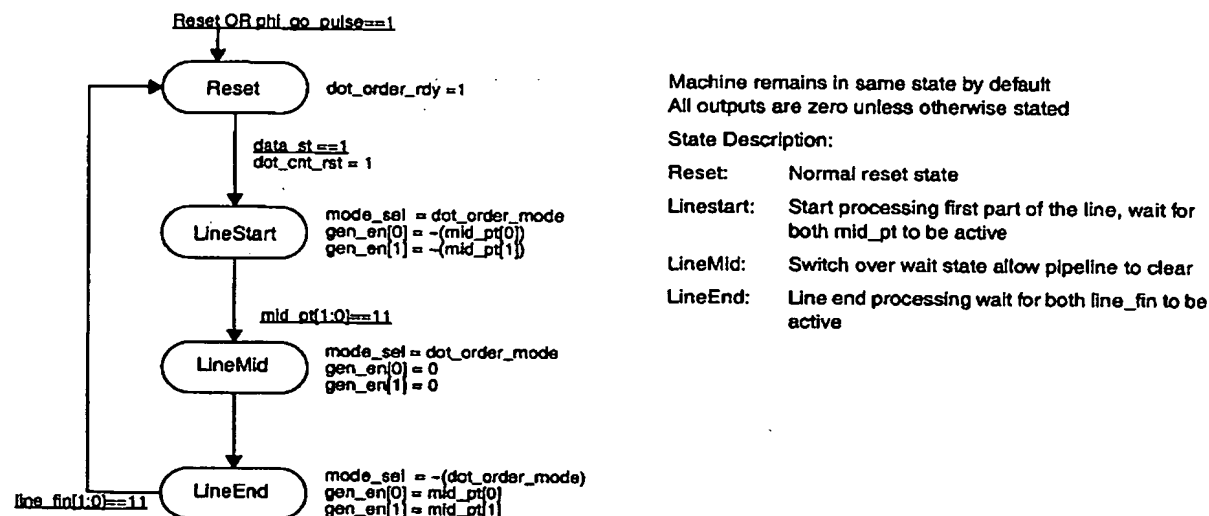 Reset OR phi_go_pulse==1
Reset
dot_order_rdy =1
data_st==1
dot_cnt_rst = 1
LineStart
mode_sel = dot_order_mode
gen_en[0] = ~(mid_pt[0])
gen_en[1] = ~(mid_pt[1])
mid_pt[1:0]==11
LineMid
mode_sel = dot_order_mode
gen_en[0] = 0
gen_en[1] = 0
LineEnd
mode_sel = ~(dot_order_mode)
gen_en[0] = mid_pt[0]
gen_en[1] = mid_pt[1]
line_fin[1:0]==11
Machine remains in same state by default
All outputs are zero unless otherwise stated
State Description:
Reset: Normal reset state
Linestart: Start processing first part of the line, wait for
both mid_pt to be active
LineMid: Switch over wait state allow pipeline to clear
LineEnd: Line end processing wait for both line_fin to be
active